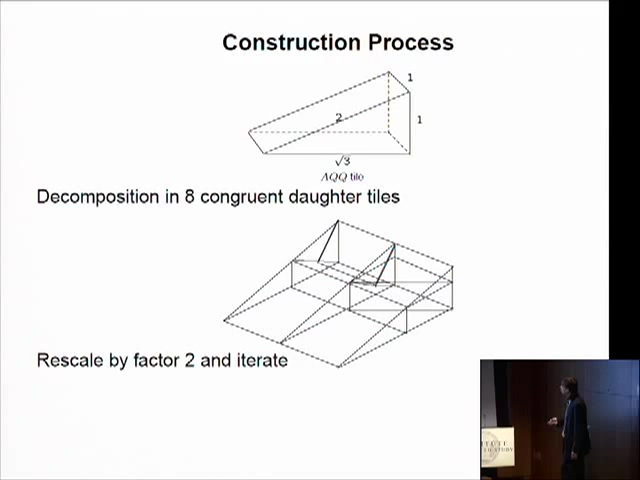 Construction Process
1
2
1
√3
AQQ tile
Decomposition in 8 congruent daughter tiles
Rescale by factor 2 and iterate